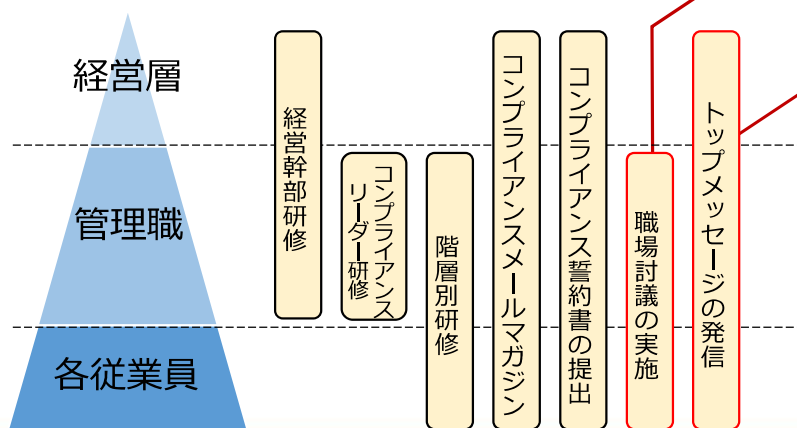 経営層
管理職
各従業員
経営幹部研修
コンプライアンス
リーダー研修
階層別研修
コンプライアンスメールマガジン
コンプライアンス誓約書の提出
職場討議の実施
トップメッセージの発信